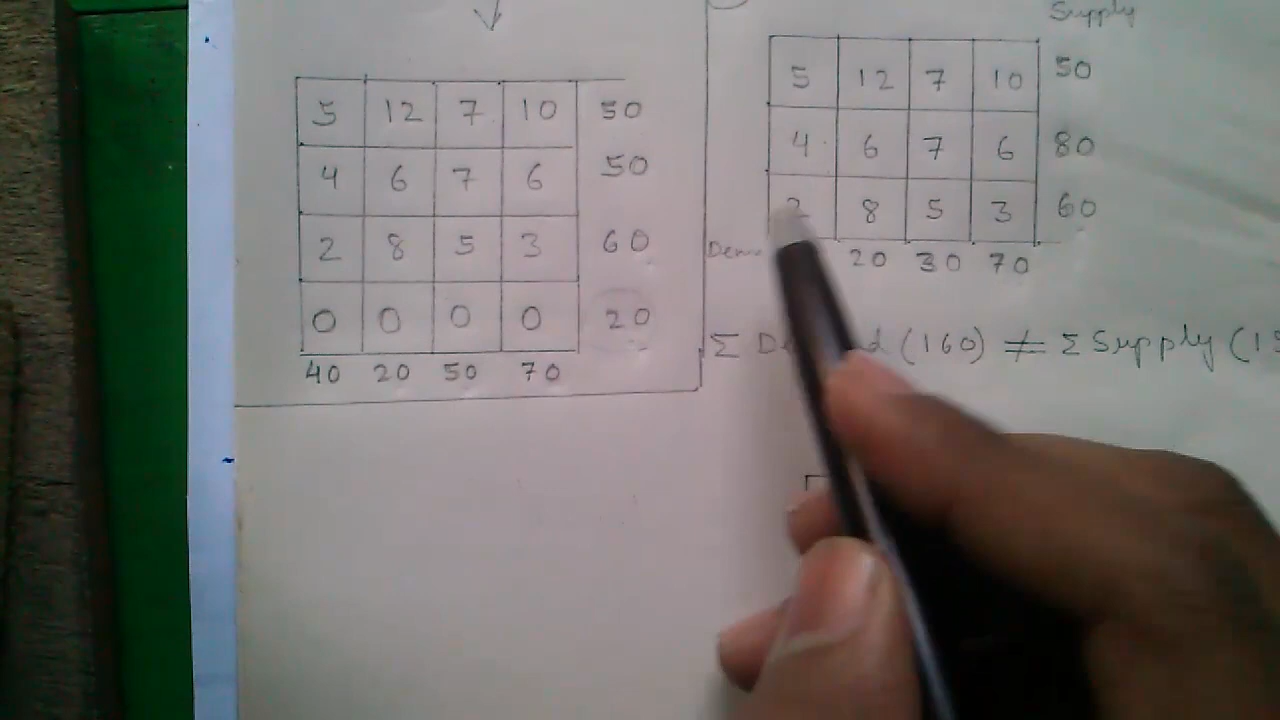 5 12 7 10 50
4 6 7 6 50
2 8 5 3 60
0 0 0 0 20
40 20 50 70
Supply
5 12 7 10 50
4 6 7 6 80
2 8 5 3 60
20 30 70
Σ (160) ≠ Σ Supply (